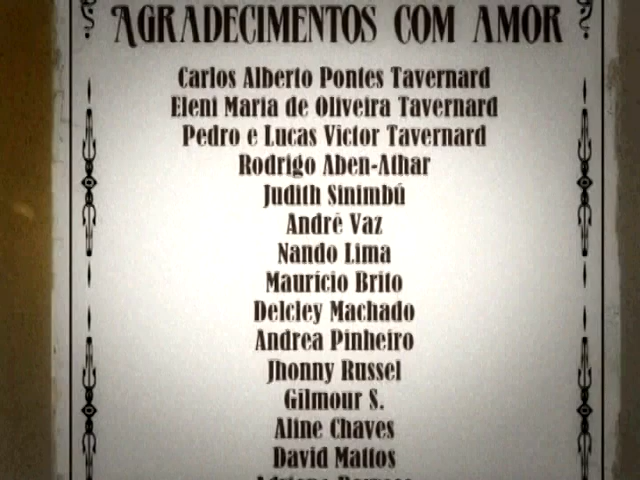 AGRADECIMENTOS COM AMOR
Carlos Alberto Pontes Tavernard
Eleni Maria de Oliveira Tavernard
Pedro e Lucas Victor Tavernard
Rodrigo Aben-Athar
Judith Sinimbú
André Vaz
Nando Lima
Maurício Brito
Delcley Machado
Andrea Pinheiro
Jhonny Russel
Gilmour S.
Aline Chaves
David Mattos